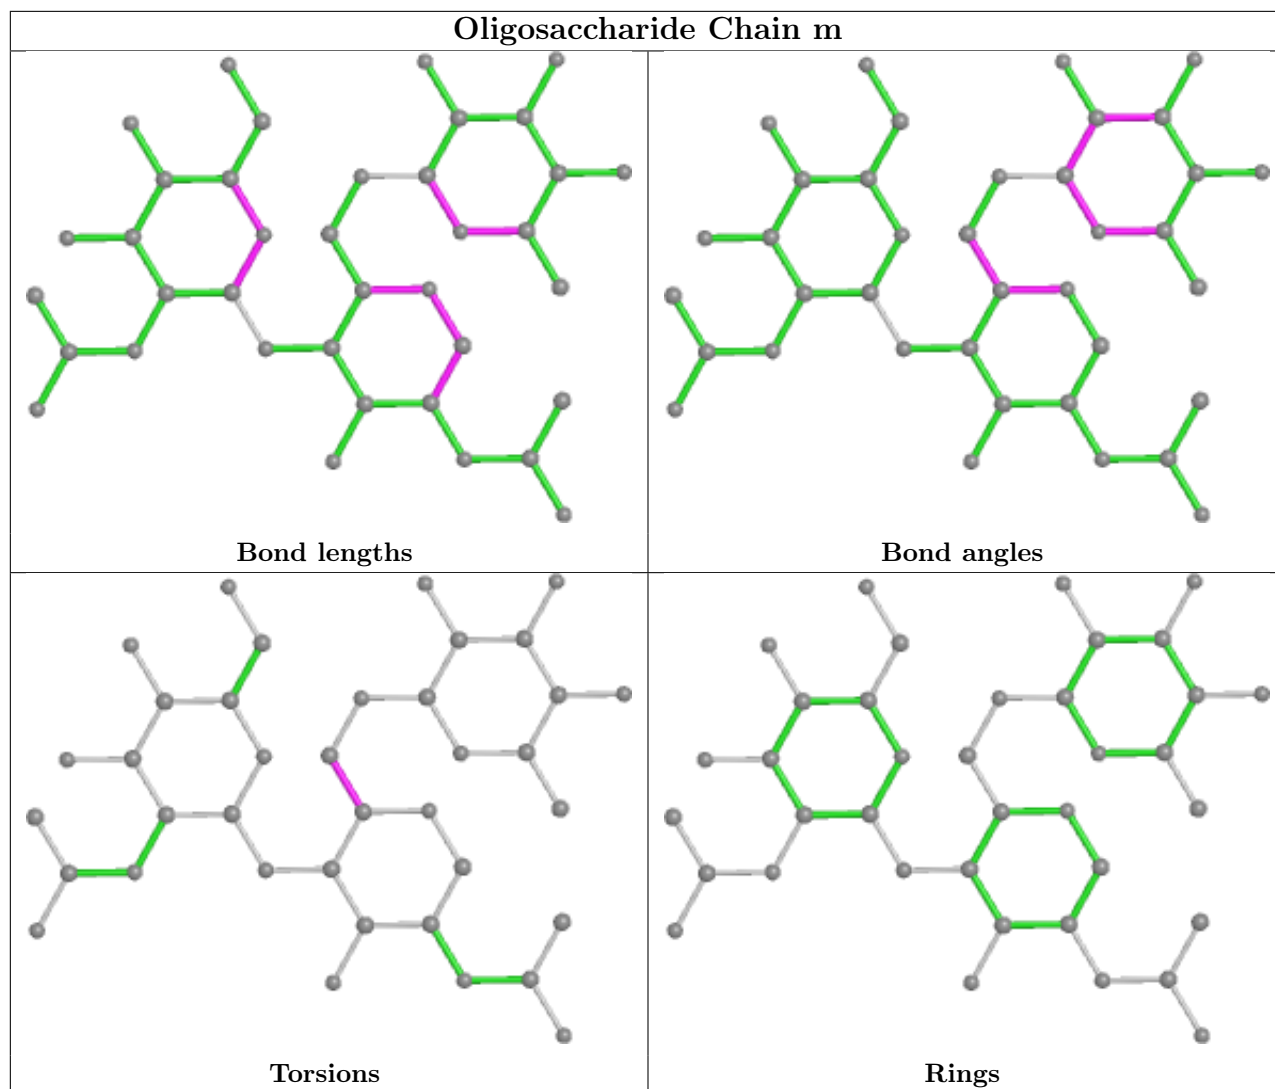 Oligosaccharide Chain m
Bond lengths
Bond angles
Torsions
Rings